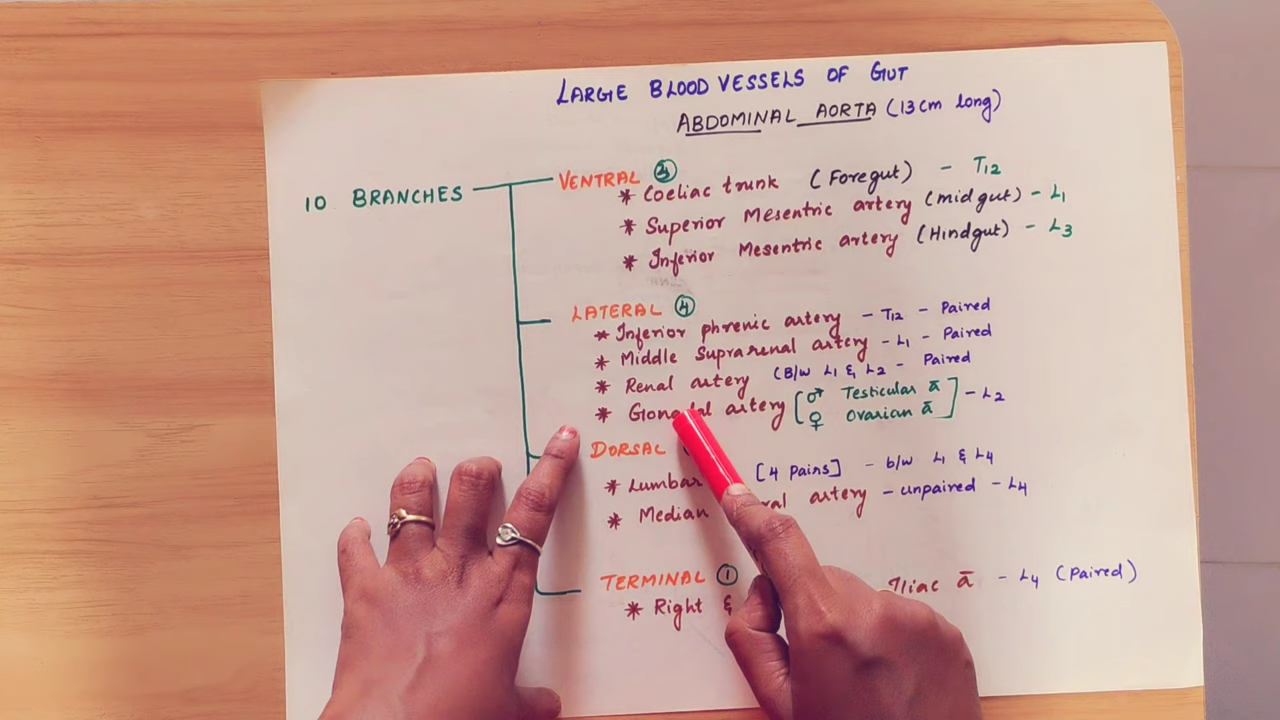 LARGE BLOOD VESSELS OF GUT
ABDOMINAL AORTA (13cm long)
10 BRANCHES
VENTRAL 3
* Coeliac trunk (Foregut) - T12
* Superior Mesentric artery (midgut) - L1
* Inferior Mesentric artery (Hindgut) - L3
LATERAL 4
* Inferior phrenic artery - T12 - Paired
* Middle Suprarenal artery - L1 - Paired
* Renal artery (B/w L1 & L2 - Paired
* Gonadal artery [♂ Testicular ā
♀ Ovarian ā] - L2
DORSAL
* Lumbar [4 pairs] - b/w L1 & L4
* Median artery - unpaired - L4
TERMINAL 1
* Right & Iliac ā - L4 (Paired)